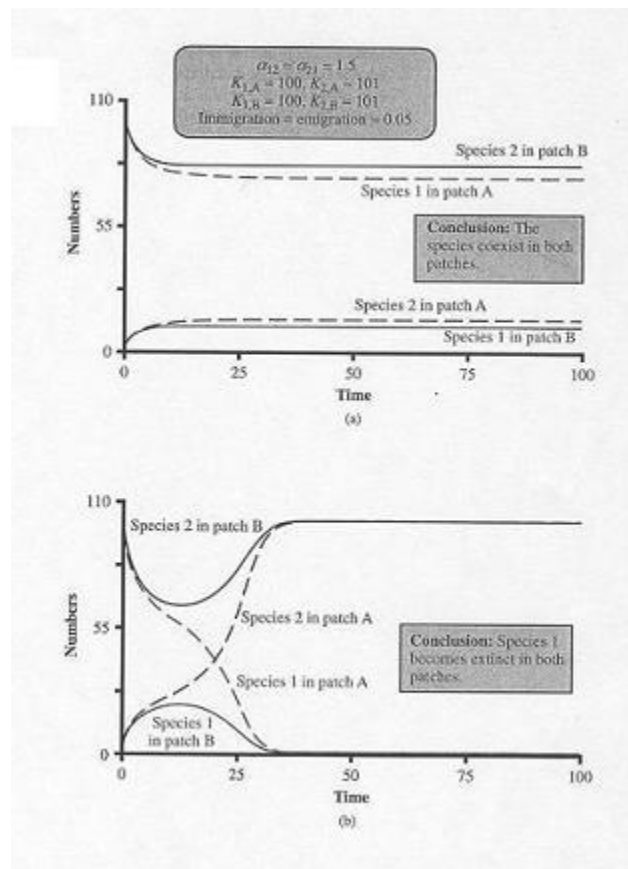 α12 = α21 = 1.5
K1,A = 100, K2,A = 101
K1,B = 100, K2,B = 101
Immigration = emigration = 0.05
110
Species 2 in patch B
Species 1 in patch A
55
Numbers
Conclusion: The
species coexist in both
patches.
Species 2 in patch A
Species 1 in patch B
0
0 25 50 75 100
Time
(a)
110
Species 2 in patch B
55
Numbers
Species 2 in patch A
Conclusion: Species 1
becomes extinct in both
patches.
Species 1 in patch A
Species 1
in patch B
0
0 25 50 75 100
Time
(b)